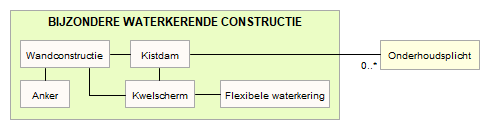 BIJZONDERE WATERKERENDE CONSTRUCTIE
Wandconstructie
Kistdam
Onderhoudsplicht
0..*
Anker
Kwelscherm
Flexibele waterkering